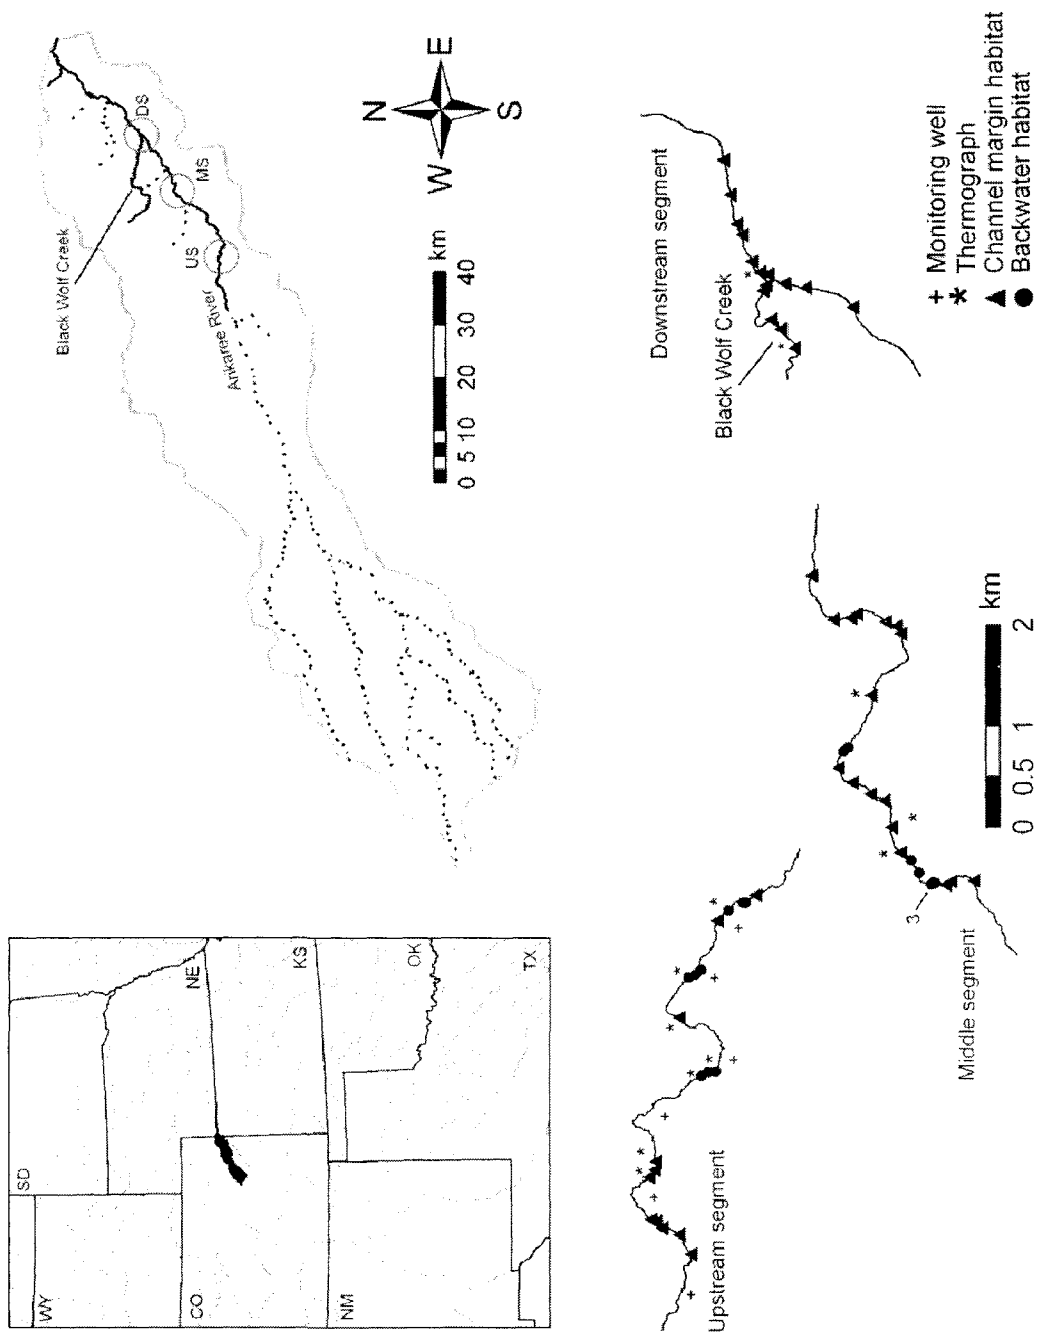 SD
WY
NE
CO
KS
NM
OK
TX
Black Wolf Creek
DS
MS
US
Arikaree River
N
W
E
S
0 5 10 20 30 40
km
Upstream segment
Middle segment
3
0 0.5 1 2
km
Downstream segment
Black Wolf Creek
+ Monitoring well
* Thermograph
▲ Channel margin habitat
● Backwater habitat